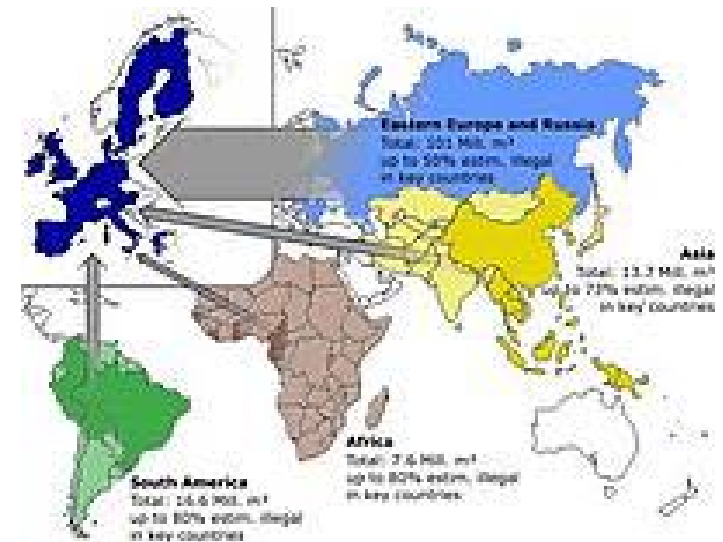 Eastern Europe and Russia
Total: 101 Mill. m³
up to 50% estim. illegal
in key countries
Asia
Total: 13.7 Mill. m³
up to 73% estim. illegal
in key countries
Africa
Total: 7.6 Mill. m³
up to 80% estim. illegal
in key countries
South America
Total: 16.6 Mill. m³
up to 80% estim. illegal
in key countries